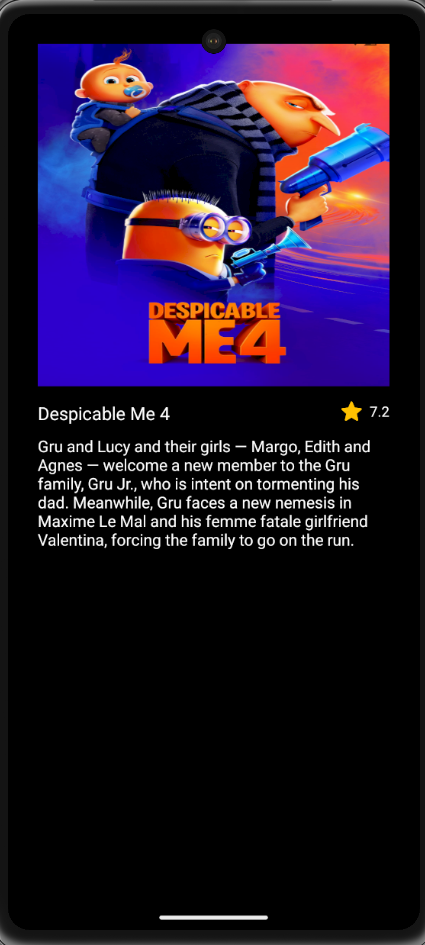 DESPICABLE
ME4
Despicable Me 4
7.2
Gru and Lucy and their girls — Margo, Edith and
Agnes — welcome a new member to the Gru
family, Gru Jr., who is intent on tormenting his
dad. Meanwhile, Gru faces a new nemesis in
Maxime Le Mal and his femme fatale girlfriend
Valentina, forcing the family to go on the run.